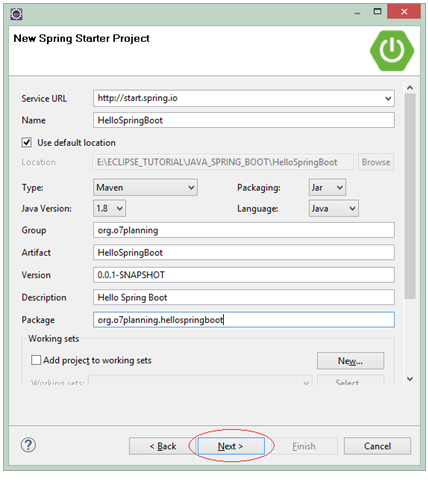 New Spring Starter Project
Service URL http://start.spring.io
Name HelloSpringBoot
Use default location
Location E:\ECLIPSE_TUTORIAL\JAVA_SPRING_BOOT\HelloSpringBoot Browse
Type: Maven Packaging: Jar
Java Version: 1.8 Language: Java
Group org.o7planning
Artifact HelloSpringBoot
Version 0.0.1-SNAPSHOT
Description Hello Spring Boot
Package org.o7planning.hellospringboot
Working sets
Add project to working sets New...
Working sets: Select...
? < Back Next > Finish Cancel